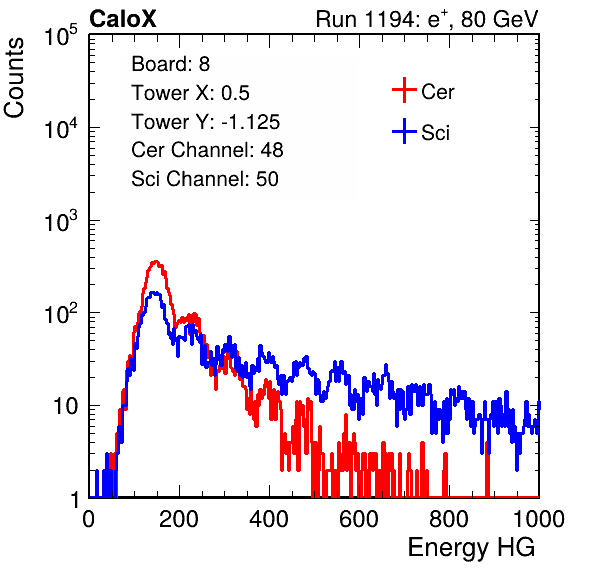 CaloX Run 1194: e⁺, 80 GeV
Counts
10⁵
10⁴
10³
10²
10
1
Board: 8
Tower X: 0.5
Tower Y: -1.125
Cer Channel: 48
Sci Channel: 50
Cer
Sci
0 200 400 600 800 1000
Energy HG